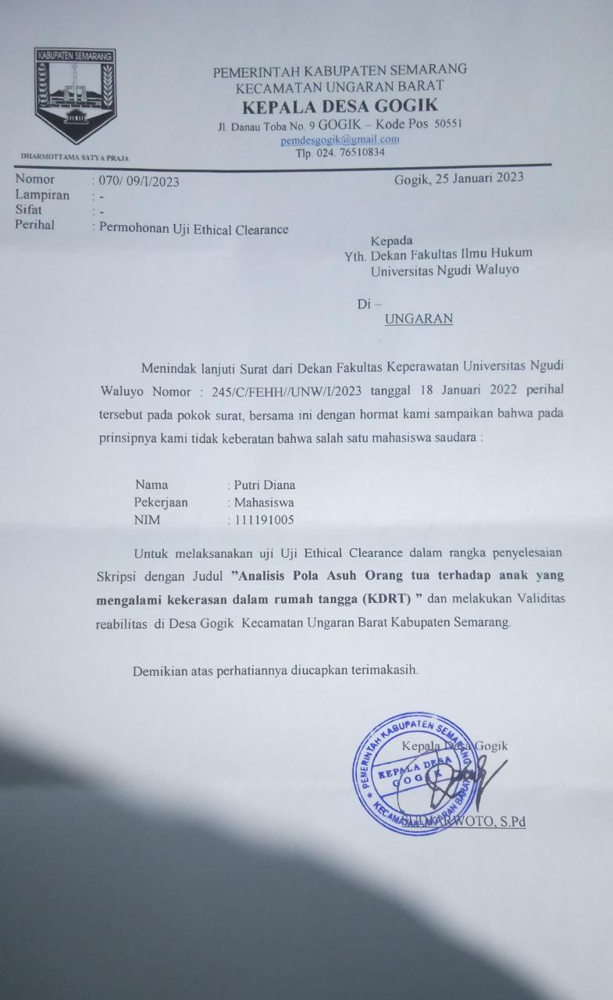 KABUPATEN SEMARANG
DHARMOTTAMA SATYA PRAJA
PEMERINTAH KABUPATEN SEMARANG
KECAMATAN UNGARAN BARAT
KEPALA DESA GOGIK
Jl. Danau Toba No. 9 GOGIK – Kode Pos 50551
pemdesgogik@gmail.com
Tlp. 024. 76510834
Nomor : 070/ 09/I/2023
Lampiran : -
Sifat : -
Perihal : Permohonan Uji Ethical Clearance
Gogik, 25 Januari 2023
Kepada
Yth. Dekan Fakultas Ilmu Hukum
Universitas Ngudi Waluyo
Di –
UNGARAN
Menindak lanjuti Surat dari Dekan Fakultas Keperawatan Universitas Ngudi
Waluyo Nomor : 245/C/FEHH//UNW/I/2023 tanggal 18 Januari 2022 perihal
tersebut pada pokok surat, bersama ini dengan hormat kami sampaikan bahwa pada
prinsipnya kami tidak keberatan bahwa salah satu mahasiswa saudara :
Nama : Putri Diana
Pekerjaan : Mahasiswa
NIM : 111191005
Untuk melaksanakan uji Uji Ethical Clearance dalam rangka penyelesaian
Skripsi dengan Judul ”Analisis Pola Asuh Orang tua terhadap anak yang
mengalami kekerasan dalam rumah tangga (KDRT) ” dan melakukan Validitas
reabilitas di Desa Gogik Kecamatan Ungaran Barat Kabupaten Semarang.
Demikian atas perhatiannya diucapkan terimakasih.
Kepala Desa Gogik
PEMERINTAH KABUPATEN SEMARANG
KEPALA DESA
GOGIK
KECAMATAN UNGARAN BARAT
S.Pd